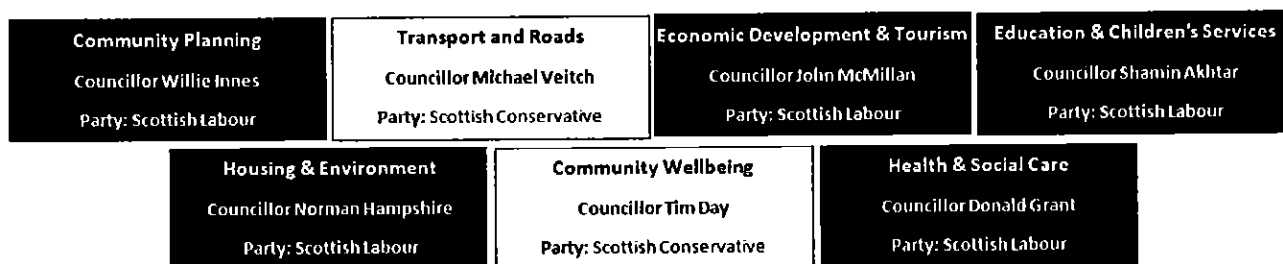 Community Planning
Councillor Willie Innes
Party: Scottish Labour
Transport and Roads
Councillor Michael Veitch
Party: Scottish Conservative
Economic Development & Tourism
Councillor John McMillan
Party: Scottish Labour
Education & Children's Services
Councillor Shamin Akhtar
Party: Scottish Labour
Housing & Environment
Councillor Norman Hampshire
Party: Scottish Labour
Community Wellbeing
Councillor Tim Day
Party: Scottish Conservative
Health & Social Care
Councillor Donald Grant
Party: Scottish Labour